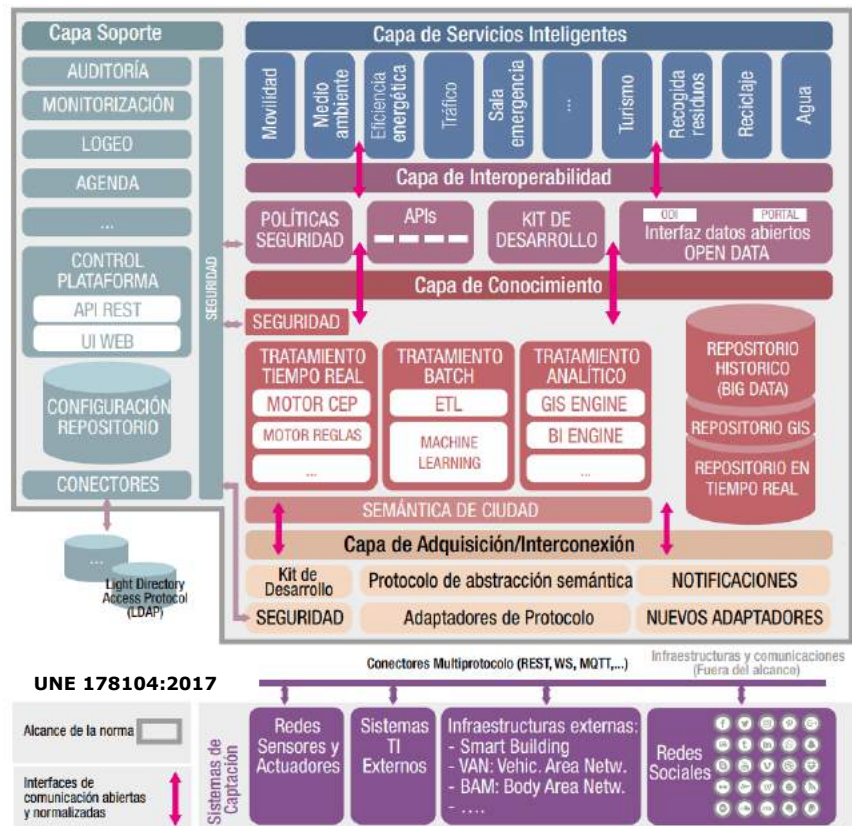 Capa Soporte
AUDITORÍA
MONITORIZACIÓN
LOGEO
AGENDA
...
CONTROL
PLATAFORMA
API REST
UI WEB
CONFIGURACIÓN
REPOSITORIO
CONECTORES
SEGURIDAD
...
Light Directory
Access Protocol
(LDAP)
Capa de Servicios Inteligentes
Movilidad
Medio
ambiente
Eficiencia
energética
Tráfico
Sala
emergencia
...
Turismo
Recogida
residuos
Reciclaje
Agua
Capa de Interoperabilidad
POLÍTICAS
SEGURIDAD
APIs
KIT DE
DESARROLLO
ODI
PORTAL
Interfaz datos abiertos
OPEN DATA
Capa de Conocimiento
SEGURIDAD
TRATAMIENTO
TIEMPO REAL
MOTOR CEP
MOTOR REGLAS
...
TRATAMIENTO
BATCH
ETL
MACHINE
LEARNING
TRATAMIENTO
ANALÍTICO
GIS ENGINE
BI ENGINE
...
REPOSITORIO
HISTORICO
(BIG DATA)
REPOSITORIO GIS
REPOSITORIO EN
TIEMPO REAL
SEMÁNTICA DE CIUDAD
Capa de Adquisición/Interconexión
Kit de
Desarrollo
Protocolo de abstracción semántica
NOTIFICACIONES
SEGURIDAD
Adaptadores de Protocolo
NUEVOS ADAPTADORES
Conectores Multiprotocolo (REST, WS, MQTT,...)
Infraestructuras y comunicaciones
(Fuera del alcance)
UNE 178104:2017
Alcance de la norma
Interfaces de
comunicación abiertas
y normalizadas
Sistemas de
Captación
Redes
Sensores y
Actuadores
Sistemas
TI
Externos
Infraestructuras externas:
- Smart Building
- VAN: Vehic. Area Netw.
- BAM: Body Area Netw.
- ....
Redes
Sociales